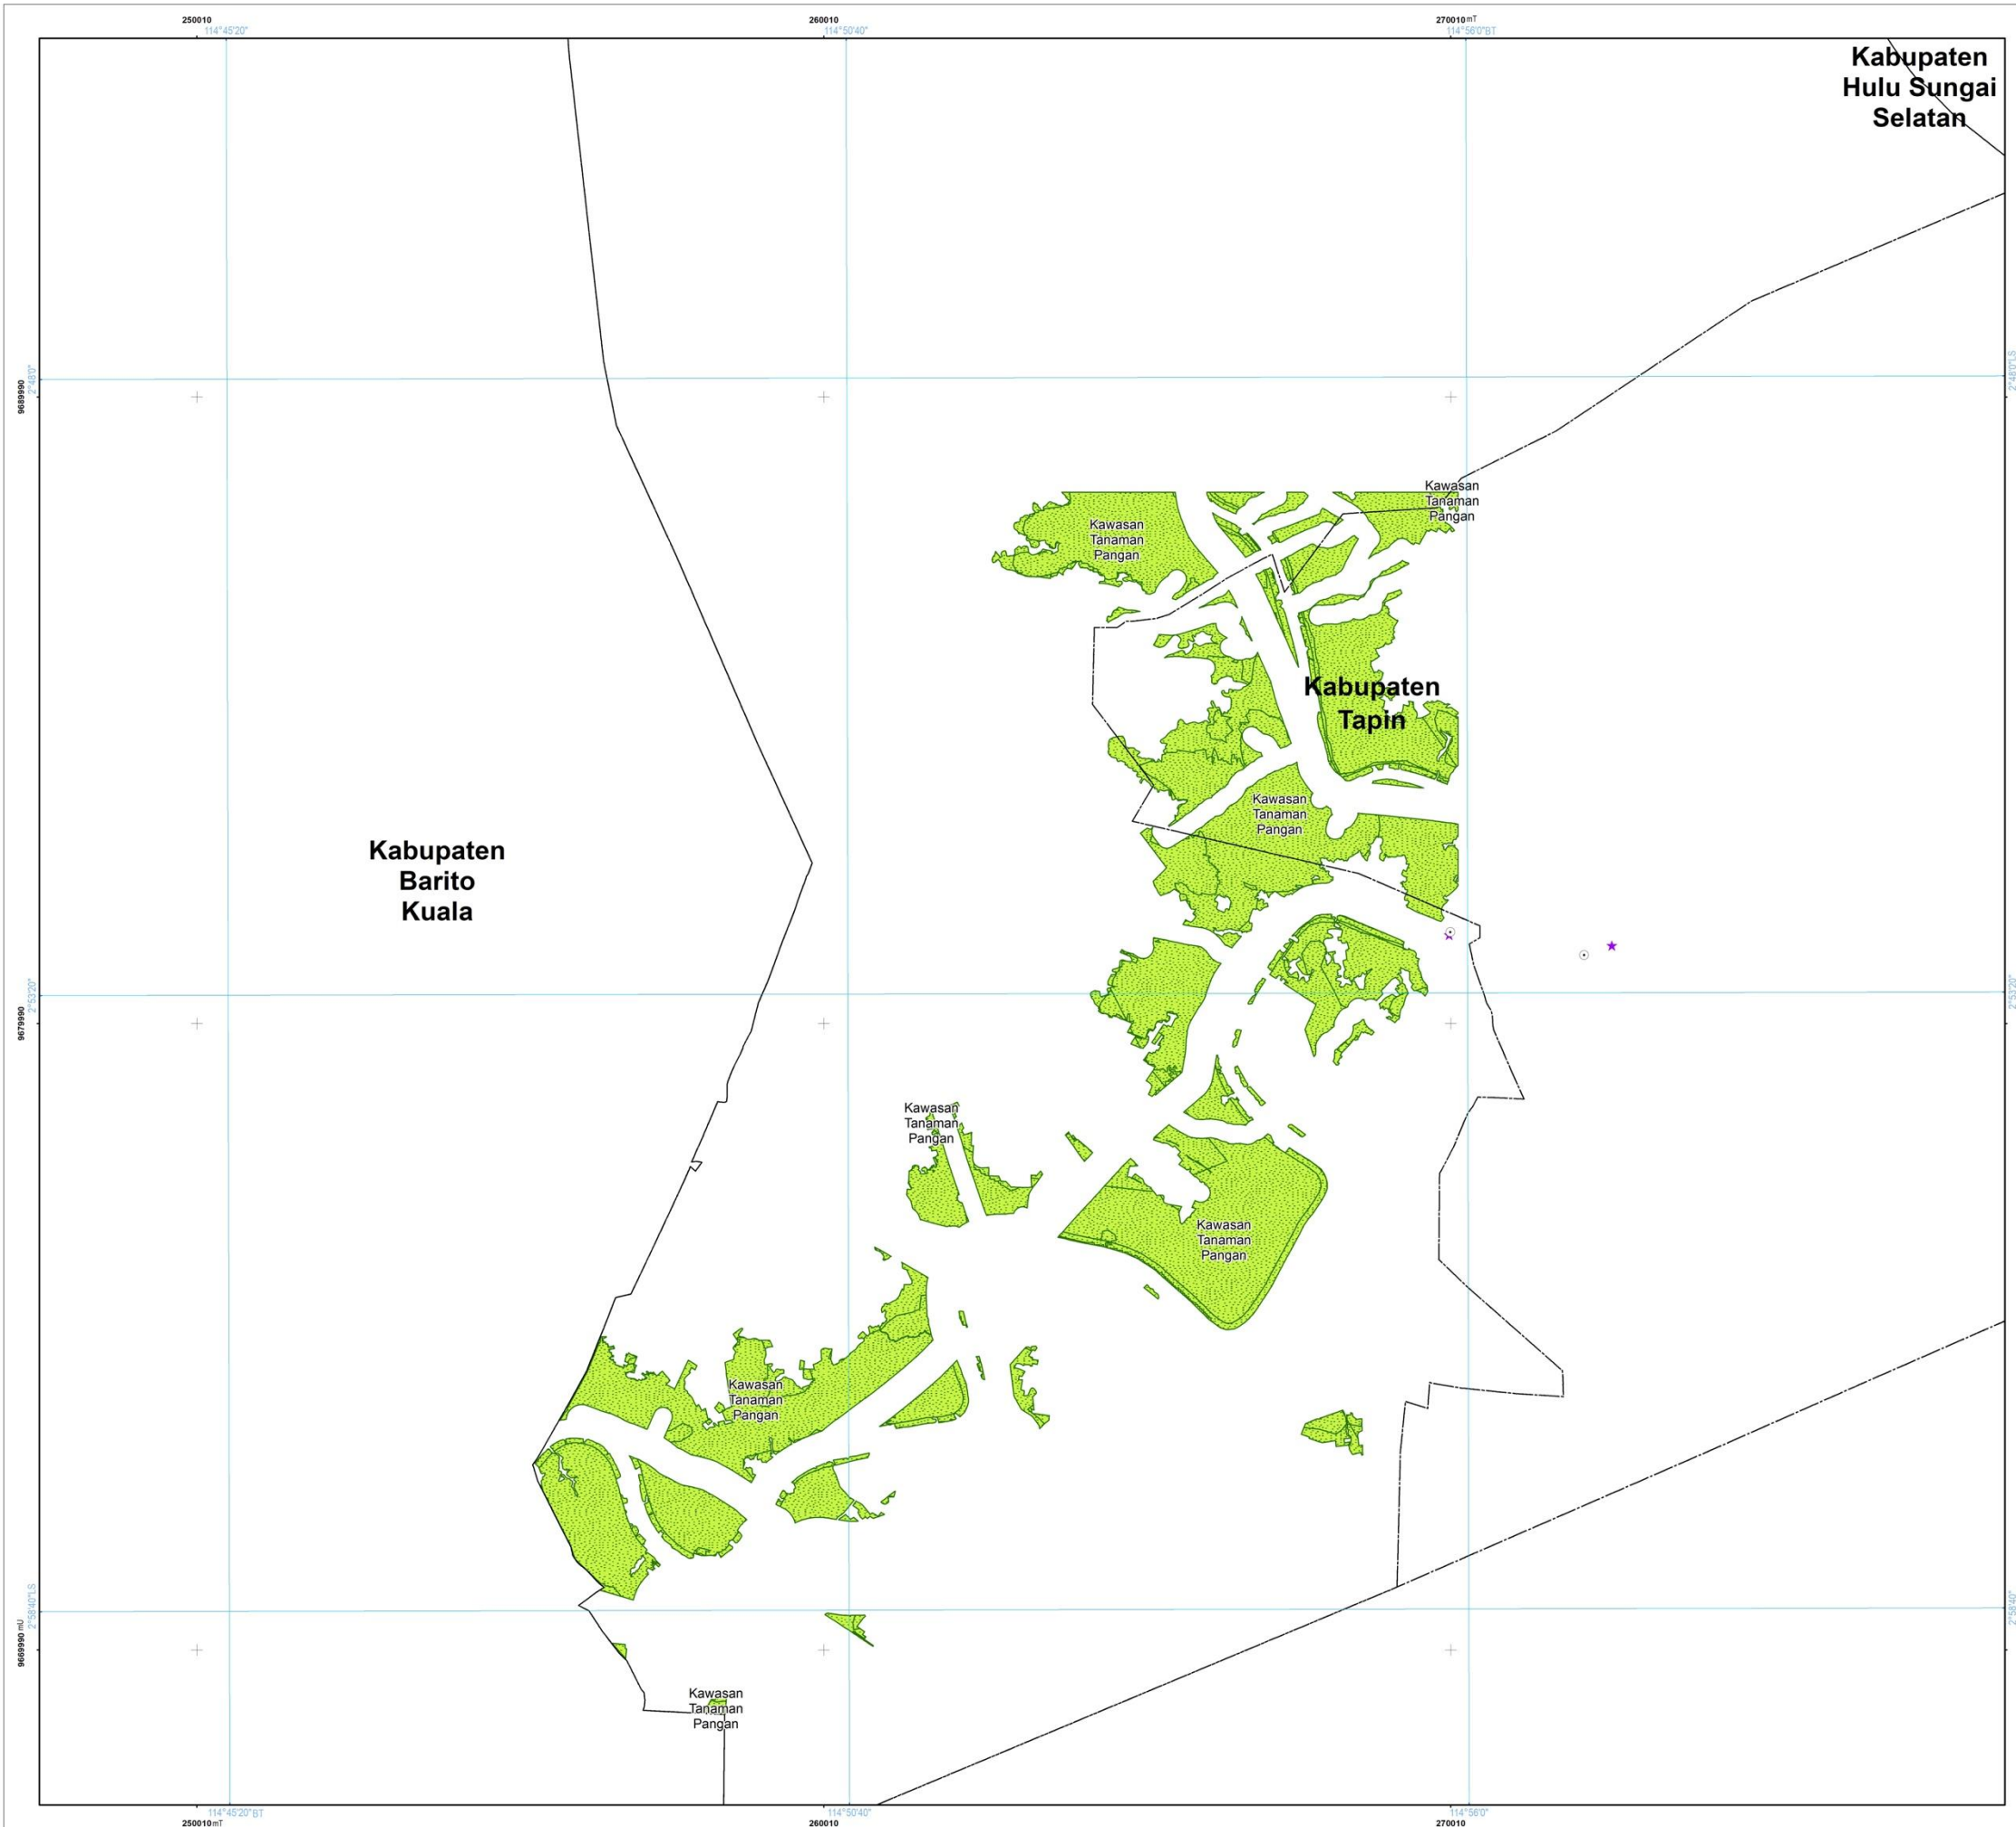 250010
260010
270010 mT
114°45'20"
114°50'40"
114°56'0"BT
Kabupaten
Hulu Sungai
Selatan
9689990
2°48'0"
2°48'0"LS
Kawasan
Tanaman
Pangan
Kawasan
Tanaman
Pangan
Kabupaten
Tapin
Kawasan
Tanaman
Pangan
Kabupaten
Barito
Kuala
9679990
2°53'20"
2°53'20"
Kawasan
Tanaman
Pangan
Kawasan
Tanaman
Pangan
Kawasan
Tanaman
Pangan
9669990 mU
2°58'40"LS
2°58'40"
Kawasan
Tanaman
Pangan
114°45'20"BT
114°50'40"
114°56'0"
250010 mT
260010
270010